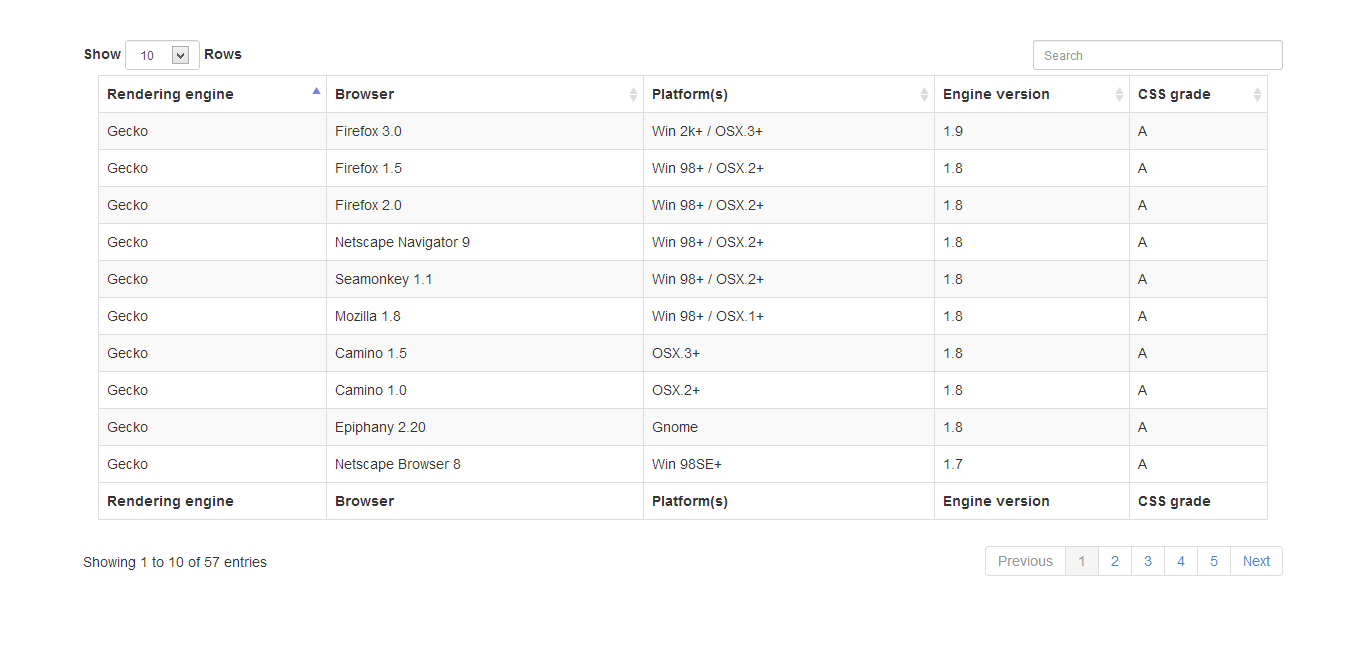 Show 10 Rows Search
Rendering engine Browser Platform(s) Engine version CSS grade
Gecko Firefox 3.0 Win 2k+ / OSX.3+ 1.9 A
Gecko Firefox 1.5 Win 98+ / OSX.2+ 1.8 A
Gecko Firefox 2.0 Win 98+ / OSX.2+ 1.8 A
Gecko Netscape Navigator 9 Win 98+ / OSX.2+ 1.8 A
Gecko Seamonkey 1.1 Win 98+ / OSX.2+ 1.8 A
Gecko Mozilla 1.8 Win 98+ / OSX.1+ 1.8 A
Gecko Camino 1.5 OSX.3+ 1.8 A
Gecko Camino 1.0 OSX.2+ 1.8 A
Gecko Epiphany 2.20 Gnome 1.8 A
Gecko Netscape Browser 8 Win 98SE+ 1.7 A
Rendering engine Browser Platform(s) Engine version CSS grade
Showing 1 to 10 of 57 entries Previous 1 2 3 4 5 Next